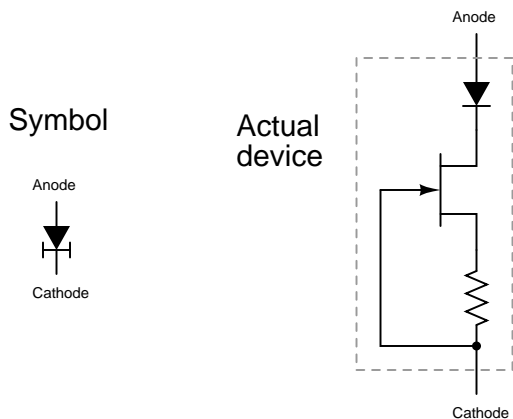 Symbol
Anode
Cathode
Actual
device
Anode
Cathode